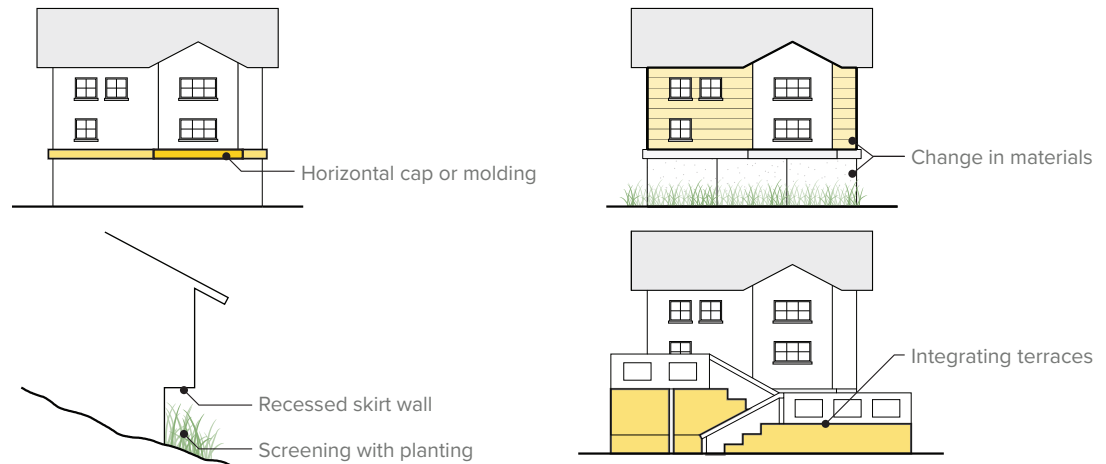 Horizontal cap or molding
Change in materials
Recessed skirt wall
Screening with planting
Integrating terraces